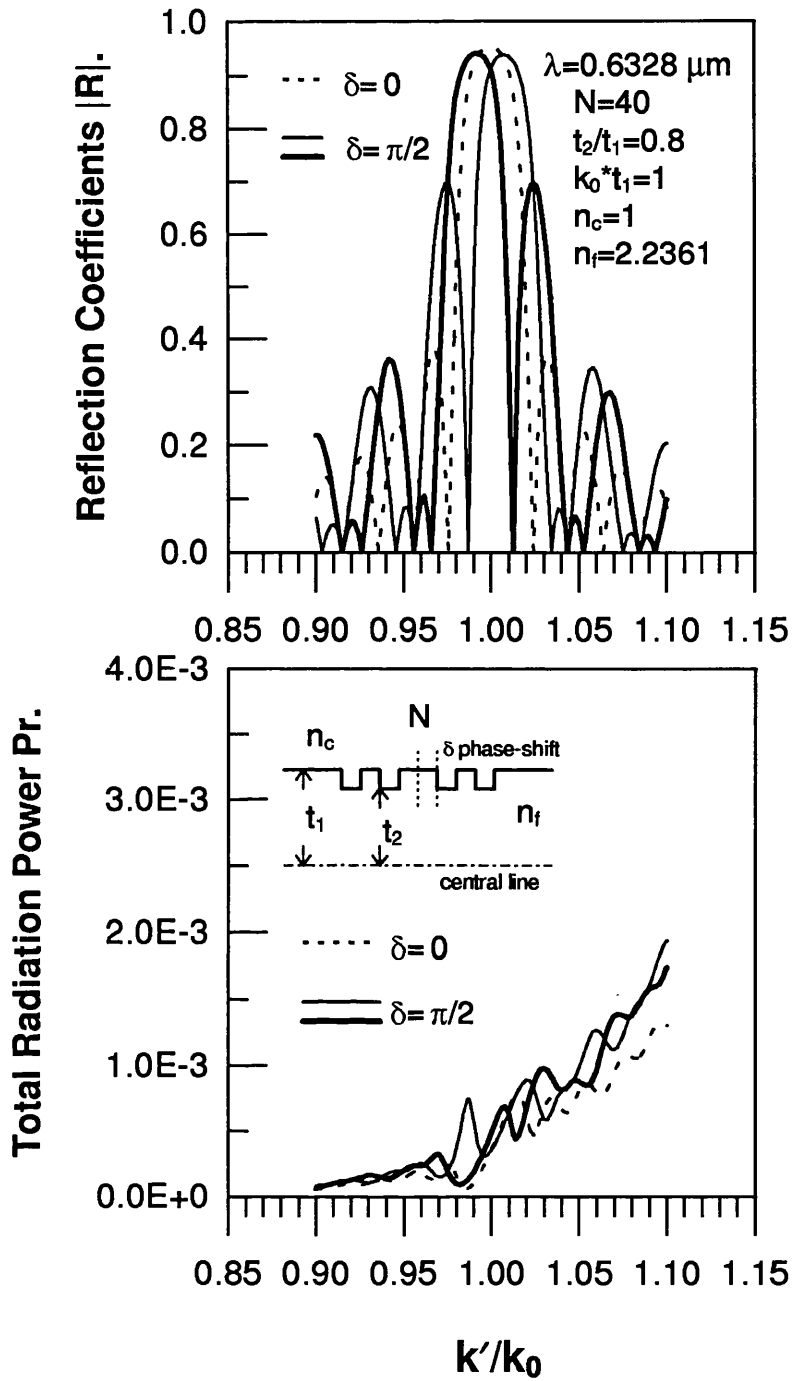 Reflection Coefficients |R|.
1.0
0.8
0.6
0.4
0.2
0.0
δ= 0
δ= π/2
λ=0.6328 μm
N=40
t₂/t₁=0.8
k₀*t₁=1
n_c=1
n_f=2.2361
0.85 0.90 0.95 1.00 1.05 1.10 1.15
Total Radiation Power Pr.
4.0E-3
3.0E-3
2.0E-3
1.0E-3
0.0E+0
N
n_c
δ phase-shift
t₁
t₂
n_f
central line
δ= 0
δ= π/2
0.85 0.90 0.95 1.00 1.05 1.10 1.15
k′/k₀